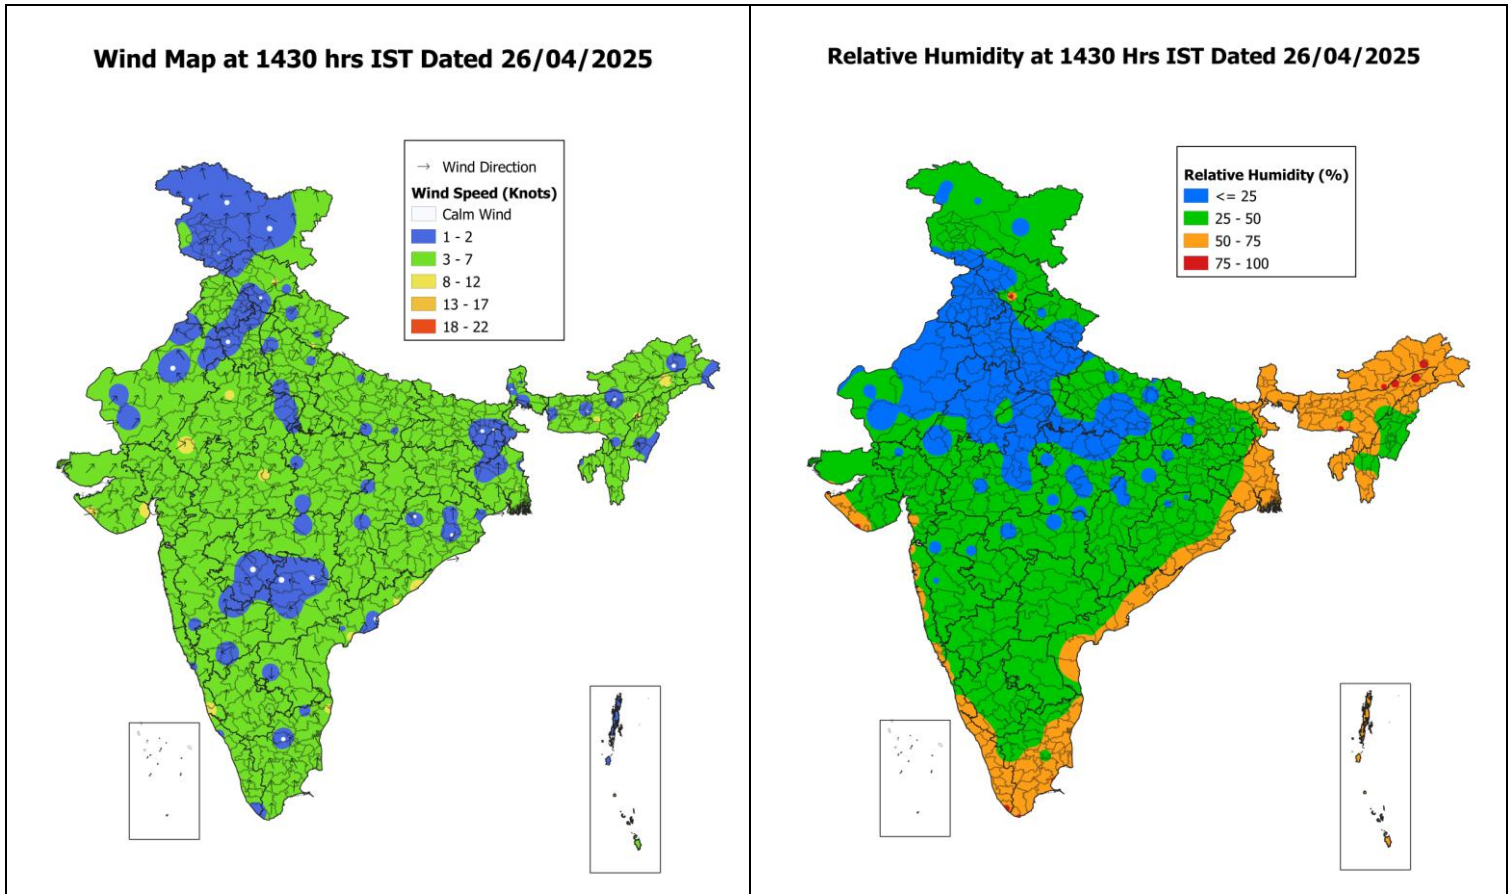 Wind Map at 1430 hrs IST Dated 26/04/2025
Wind Direction
Wind Speed (Knots)
Calm Wind
1 - 2
3 - 7
8 - 12
13 - 17
18 - 22
Relative Humidity at 1430 Hrs IST Dated 26/04/2025
Relative Humidity (%)
<= 25
25 - 50
50 - 75
75 - 100